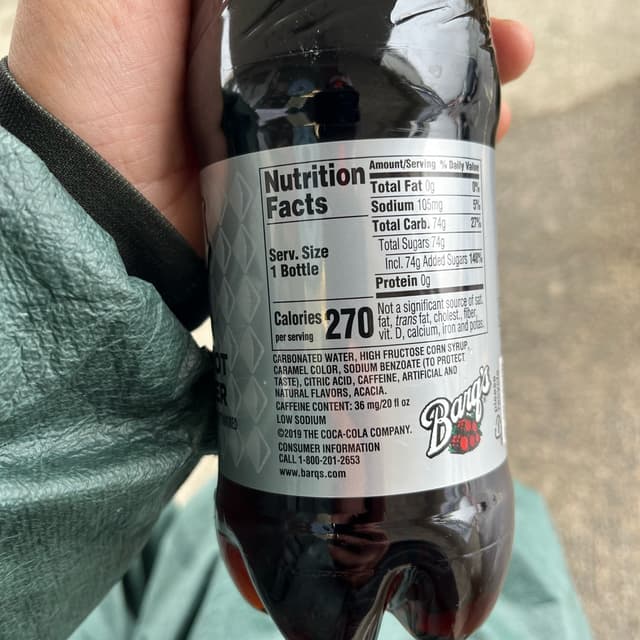 Nutrition
Facts
Serv. Size
1 Bottle
Calories
per serving
270
Amount/Serving % Daily Value
Total Fat 0g 0%
Sodium 105mg 5%
Total Carb. 74g 27%
Total Sugars 74g
Incl. 74g Added Sugars 148%
Protein 0g
Not a significant source of sat.
fat, trans fat, cholest., fiber,
vit. D, calcium, iron and potas.
CARBONATED WATER, HIGH FRUCTOSE CORN SYRUP,
CARAMEL COLOR, SODIUM BENZOATE (TO PROTECT
TASTE), CITRIC ACID, CAFFEINE, ARTIFICIAL AND
NATURAL FLAVORS, ACACIA.
CAFFEINE CONTENT: 36 mg/20 fl oz
LOW SODIUM
©2019 THE COCA-COLA COMPANY.
CONSUMER INFORMATION
CALL 1-800-201-2653
www.barqs.com
Barq's
OT
ER